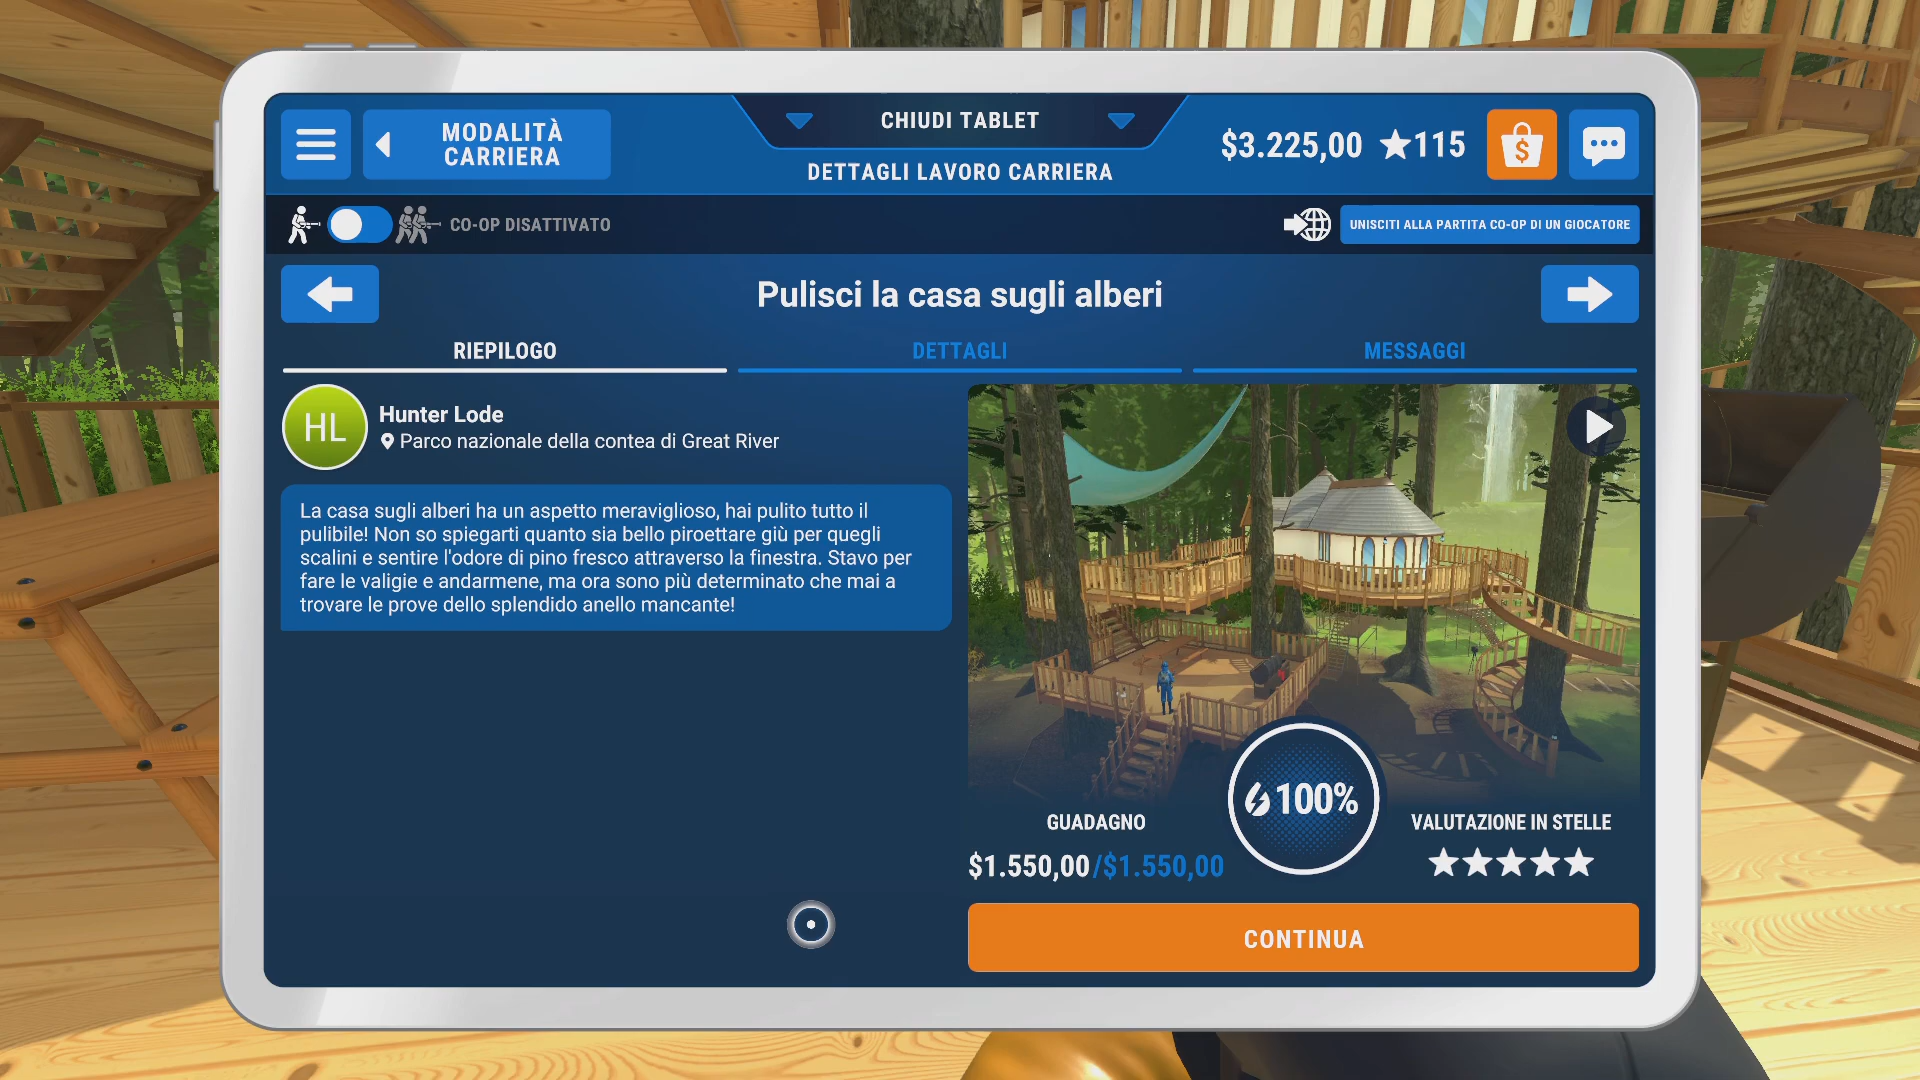 MODALITÀ
CARRIERA
CHIUDI TABLET
DETTAGLI LAVORO CARRIERA
$3.225,00 115
CO-OP DISATTIVATO
UNISCITI ALLA PARTITA CO-OP DI UN GIOCATORE
Pulisci la casa sugli alberi
RIEPILOGO
DETTAGLI
MESSAGGI
HL
Hunter Lode
Parco nazionale della contea di Great River
La casa sugli alberi ha un aspetto meraviglioso, hai pulito tutto il
pulibile! Non so spiegarti quanto sia bello piroettare giù per quegli
scalini e sentire l'odore di pino fresco attraverso la finestra. Stavo per
fare le valigie e andarmene, ma ora sono più determinato che mai a
trovare le prove dello splendido anello mancante!
GUADAGNO
$1.550,00/$1.550,00
100%
VALUTAZIONE IN STELLE
CONTINUA